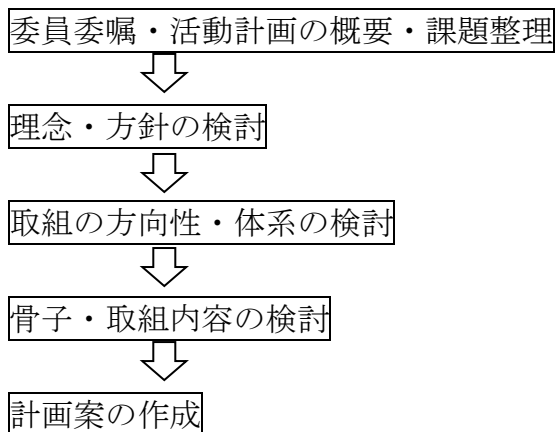 委員委嘱・活動計画の概要・課題整理
理念・方針の検討
取組の方向性・体系の検討
骨子・取組内容の検討
計画案の作成